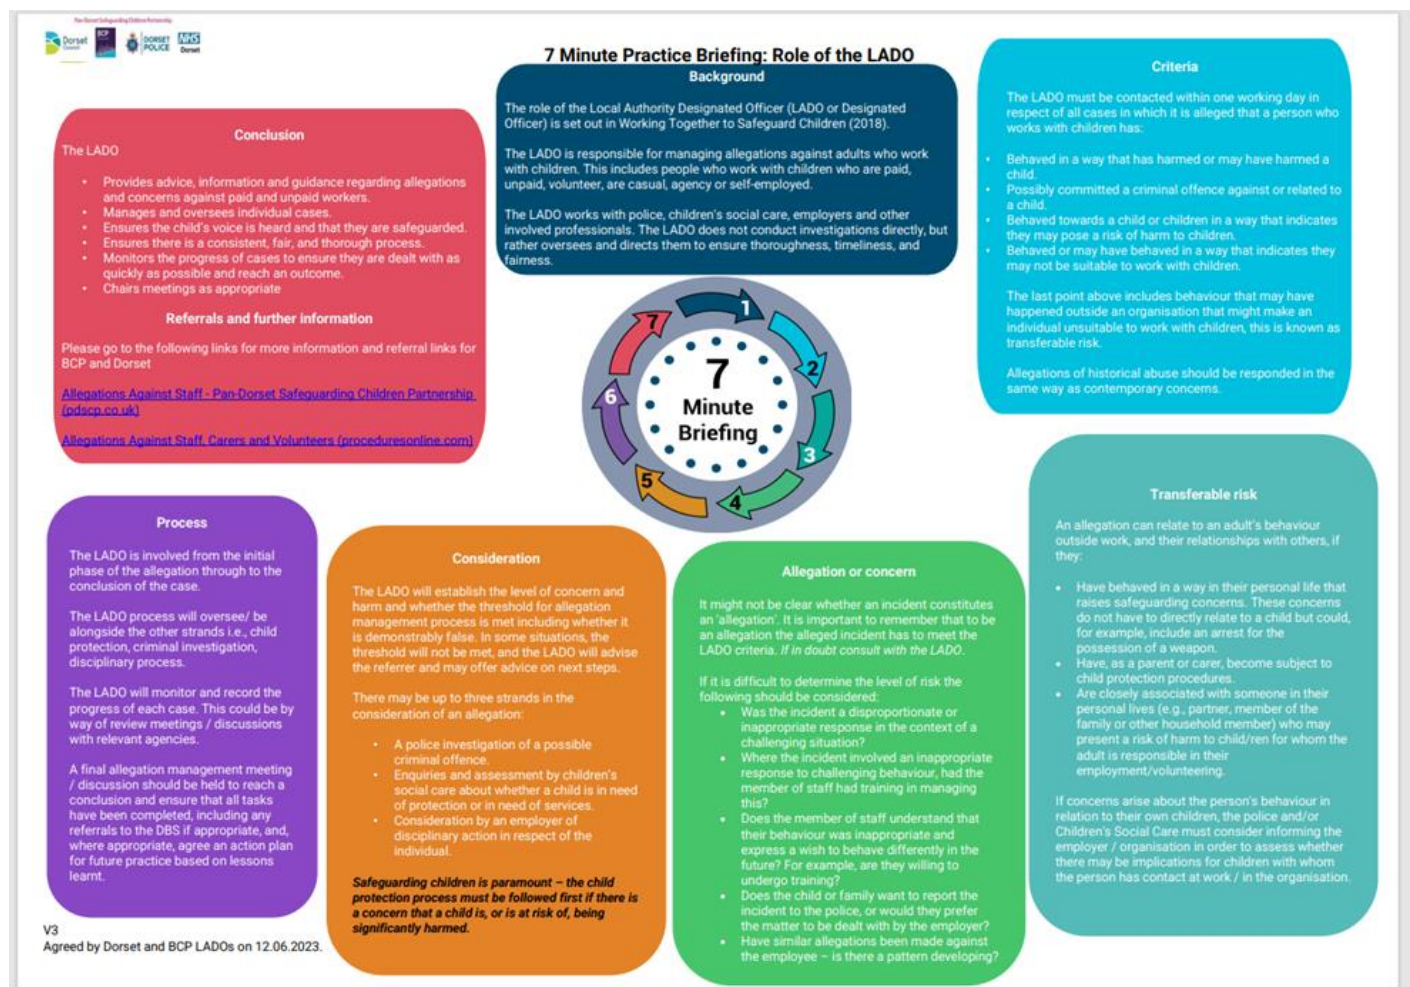 Pan-Dorset Safeguarding Children Partnership
Dorset
Council
BCP
DORSET
POLICE
NHS
Dorset
7 Minute Practice Briefing: Role of the LADO
Background
The role of the Local Authority Designated Officer (LADO or Designated
Officer) is set out in Working Together to Safeguard Children (2018).
The LADO is responsible for managing allegations against adults who work
with children. This includes people who work with children who are paid,
unpaid, volunteer, are casual, agency or self-employed.
The LADO works with police, children's social care, employers and other
involved professionals. The LADO does not conduct investigations directly, but
rather oversees and directs them to ensure thoroughness, timeliness, and
fairness.
Criteria
The LADO must be contacted within one working day in
respect of all cases in which it is alleged that a person who
works with children has:
• Behaved in a way that has harmed or may have harmed a
child.
• Possibly committed a criminal offence against or related to
a child.
• Behaved towards a child or children in a way that indicates
they may pose a risk of harm to children.
• Behaved or may have behaved in a way that indicates they
may not be suitable to work with children.
The last point above includes behaviour that may have
happened outside an organisation that might make an
individual unsuitable to work with children, this is known as
transferable risk.
Allegations of historical abuse should be responded in the
same way as contemporary concerns.
Transferable risk
An allegation can relate to an adult's behaviour
outside work, and their relationships with others, if
they:
• Have behaved in a way in their personal life that
raises safeguarding concerns. These concerns
do not have to directly relate to a child but could,
for example, include an arrest for the
possession of a weapon.
• Have, as a parent or carer, become subject to
child protection procedures.
• Are closely associated with someone in their
personal lives (e.g., partner, member of the
family or other household member) who may
present a risk of harm to child/ren for whom the
adult is responsible in their
employment/volunteering.
If concerns arise about the person's behaviour in
relation to their own children, the police and/or
Children's Social Care must consider informing the
employer / organisation in order to assess whether
there may be implications for children with whom
the person has contact at work / in the organisation.
Allegation or concern
It might not be clear whether an incident constitutes
an 'allegation'. It is important to remember that to be
an allegation the alleged incident has to meet the
LADO criteria. If in doubt consult with the LADO.
If it is difficult to determine the level of risk the
following should be considered:
• Was the incident a disproportionate or
inappropriate response in the context of a
challenging situation?
• Where the incident involved an inappropriate
response to challenging behaviour, had the
member of staff had training in managing
this?
• Does the member of staff understand that
their behaviour was inappropriate and
express a wish to behave differently in the
future? For example, are they willing to
undergo training?
• Does the child or family want to report the
incident to the police, or would they prefer
the matter to be dealt with by the employer?
• Have similar allegations been made against
the employee – is there a pattern developing?
Consideration
The LADO will establish the level of concern and
harm and whether the threshold for allegation
management process is met including whether it
is demonstrably false. In some situations, the
threshold will not be met, and the LADO will advise
the referrer and may offer advice on next steps.
There may be up to three strands in the
consideration of an allegation:
• A police investigation of a possible
criminal offence.
• Enquiries and assessment by children's
social care about whether a child is in need
of protection or in need of services.
• Consideration by an employer of
disciplinary action in respect of the
individual.
Safeguarding children is paramount – the child
protection process must be followed first if there is
a concern that a child is, or is at risk of, being
significantly harmed.
Process
The LADO is involved from the initial
phase of the allegation through to the
conclusion of the case.
The LADO process will oversee/ be
alongside the other strands i.e., child
protection, criminal investigation,
disciplinary process.
The LADO will monitor and record the
progress of each case. This could be by
way of review meetings / discussions
with relevant agencies.
A final allegation management meeting
/ discussion should be held to reach a
conclusion and ensure that all tasks
have been completed, including any
referrals to the DBS if appropriate, and,
where appropriate, agree an action plan
for future practice based on lessons
learnt.
Conclusion
The LADO
• Provides advice, information and guidance regarding allegations
and concerns against paid and unpaid workers.
• Manages and oversees individual cases.
• Ensures the child's voice is heard and that they are safeguarded.
• Ensures there is a consistent, fair, and thorough process.
• Monitors the progress of cases to ensure they are dealt with as
quickly as possible and reach an outcome.
• Chairs meetings as appropriate
Referrals and further information
Please go to the following links for more information and referral links for
BCP and Dorset
Allegations Against Staff - Pan-Dorset Safeguarding Children Partnership
(pdscp.co.uk)
Allegations Against Staff, Carers and Volunteers (proceduresonline.com)
1
2
3
4
5
6
7
7
Minute
Briefing
V3
Agreed by Dorset and BCP LADOs on 12.06.2023.